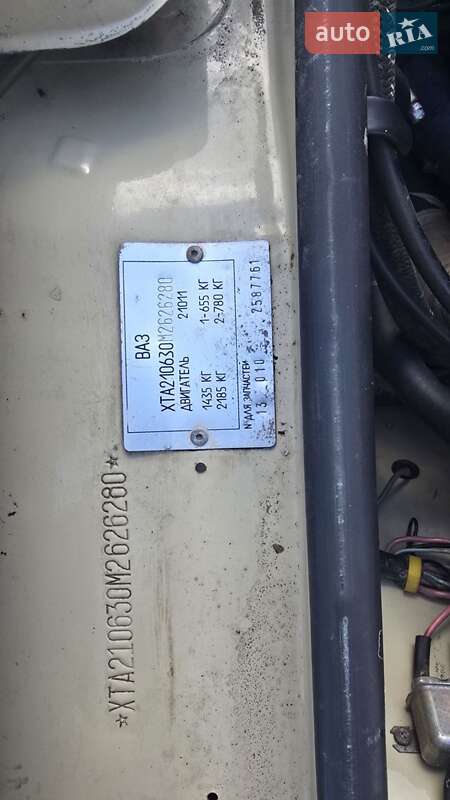 auto RIA.com
ВАЗ
XTA210630M2626280
ДВИГАТЕЛЬ 21011
1435 КГ 1-655 КГ
2185 КГ 2-780 КГ
№ ДЛЯ ЗАПЧАСТЕЙ 2587761
13 010
*XTA210630M2626280*